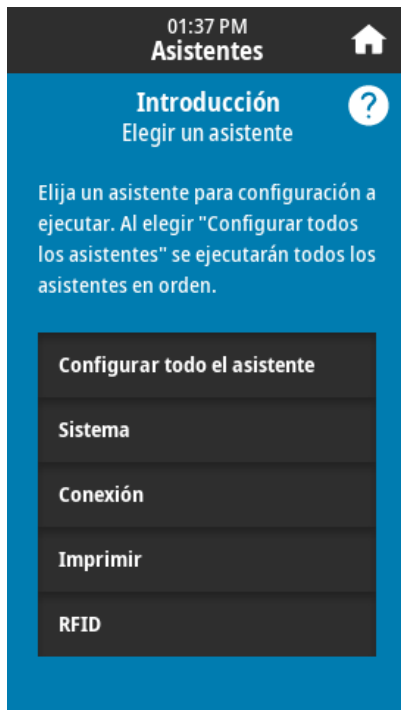 01:37 PM
Asistentes
Introducción
?
Elegir un asistente
Elija un asistente para configuración a
ejecutar. Al elegir "Configurar todos
los asistentes" se ejecutarán todos los
asistentes en orden.
Configurar todo el asistente
Sistema
Conexión
Imprimir
RFID